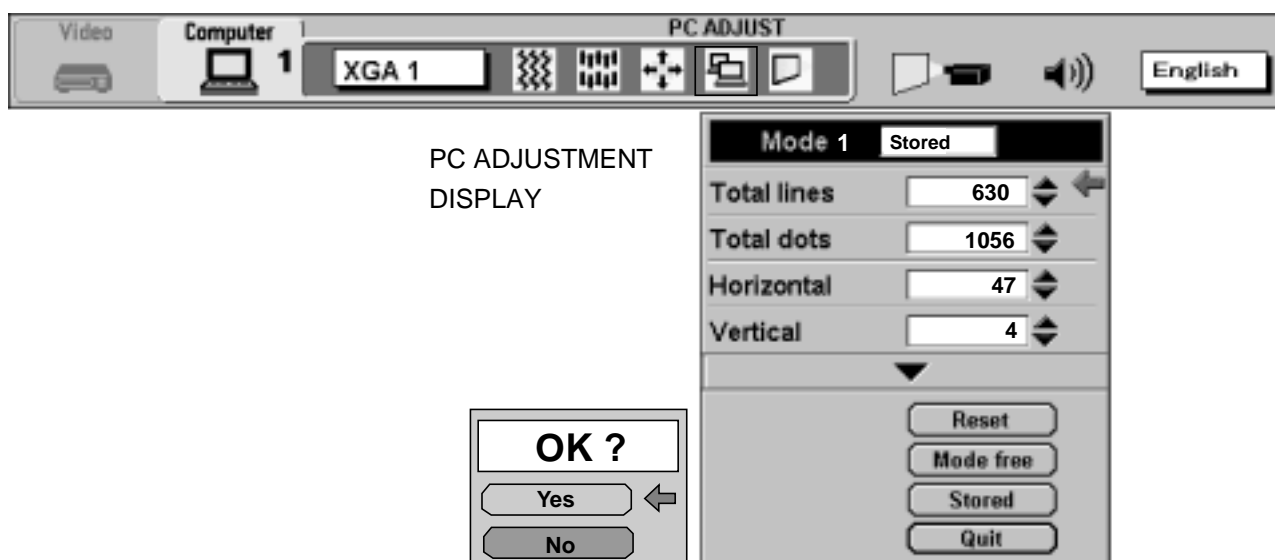 Video
Computer
PC ADJUST
1
XGA 1
English
PC ADJUSTMENT
DISPLAY
Mode 1 Stored
Total lines 630
Total dots 1056
Horizontal 47
Vertical 4
Reset
Mode free
Stored
Quit
OK ?
Yes
No